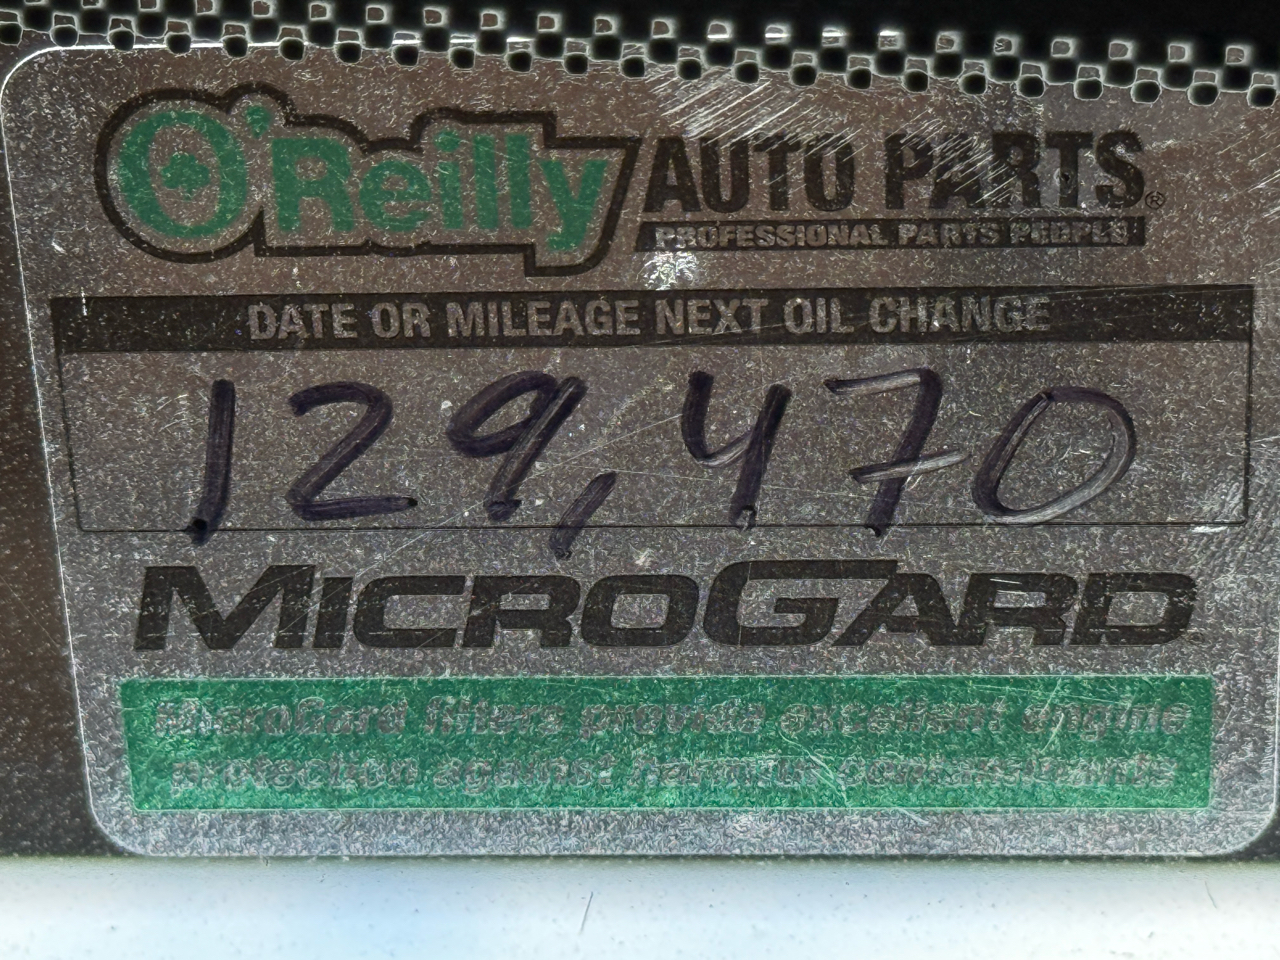 O'Reilly AUTO PARTS®
PROFESSIONAL PARTS PEOPLE
DATE OR MILEAGE NEXT OIL CHANGE
129,470
MICROGARD
MicroGard filters provide excellent engine
protection against harmful contaminants